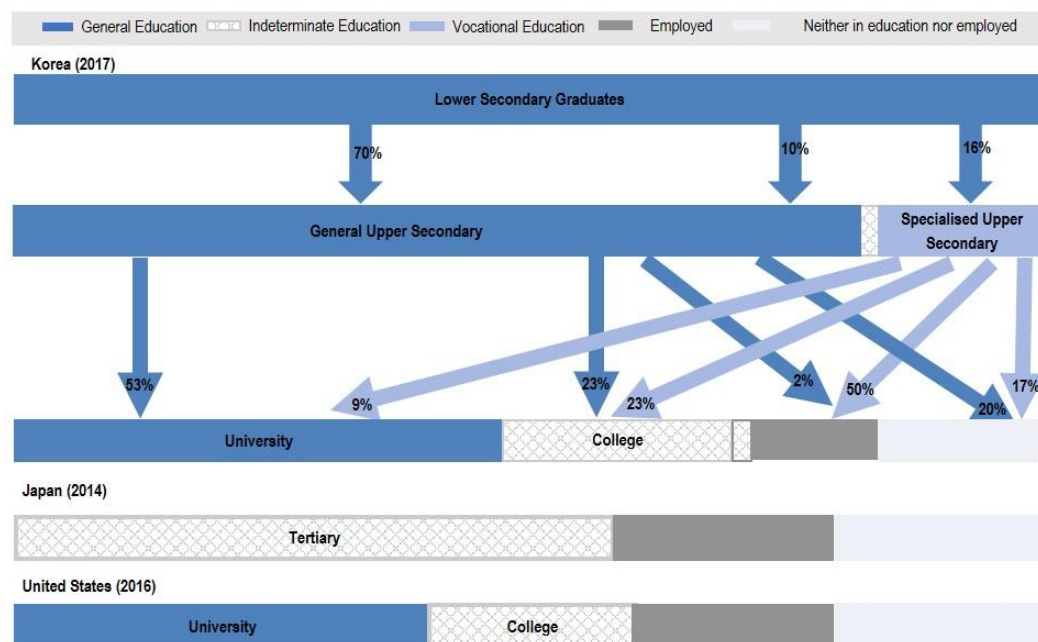 General Education Indeterminate Education Vocational Education Employed Neither in education nor employed
Korea (2017)
Lower Secondary Graduates
70% 10% 16%
General Upper Secondary
Specialised Upper
Secondary
53% 9% 23% 23% 2% 50% 20% 17%
University College
Japan (2014)
Tertiary
United States (2016)
University College